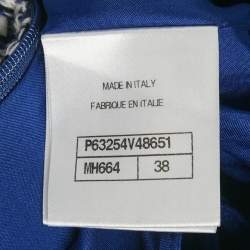 MADE IN ITALY
FABRIQUE EN ITALIE
P63254V48651
MH664 38